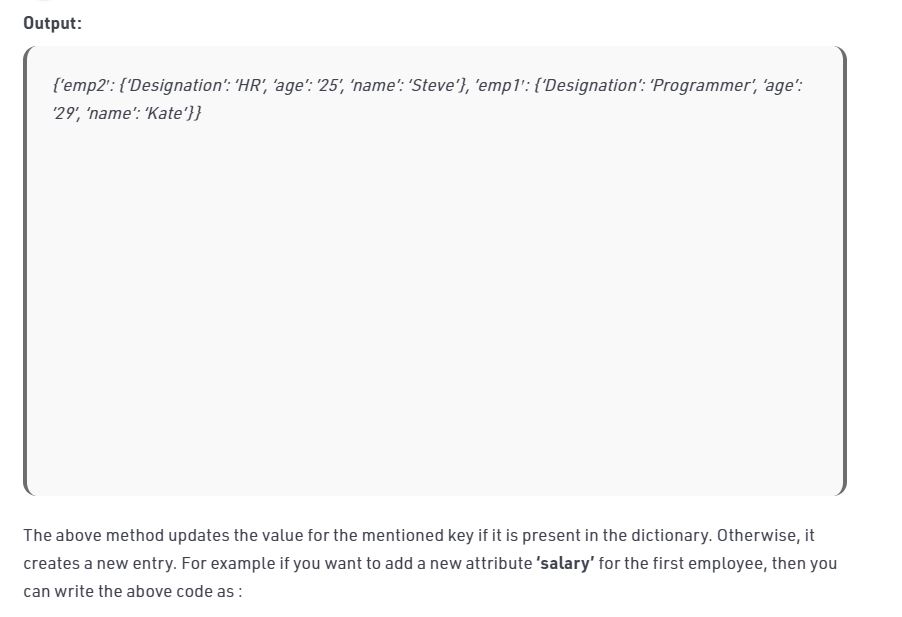 Output:
{‘emp2′: {‘Designation’: ‘HR’, ‘age’: ‘25’, ‘name’: ‘Steve’}, ‘emp1′: {‘Designation’: ‘Programmer’, ‘age’:
‘29’, ‘name’: ‘Kate’}}
The above method updates the value for the mentioned key if it is present in the dictionary. Otherwise, it
creates a new entry. For example if you want to add a new attribute ‘salary’ for the first employee, then you
can write the above code as :